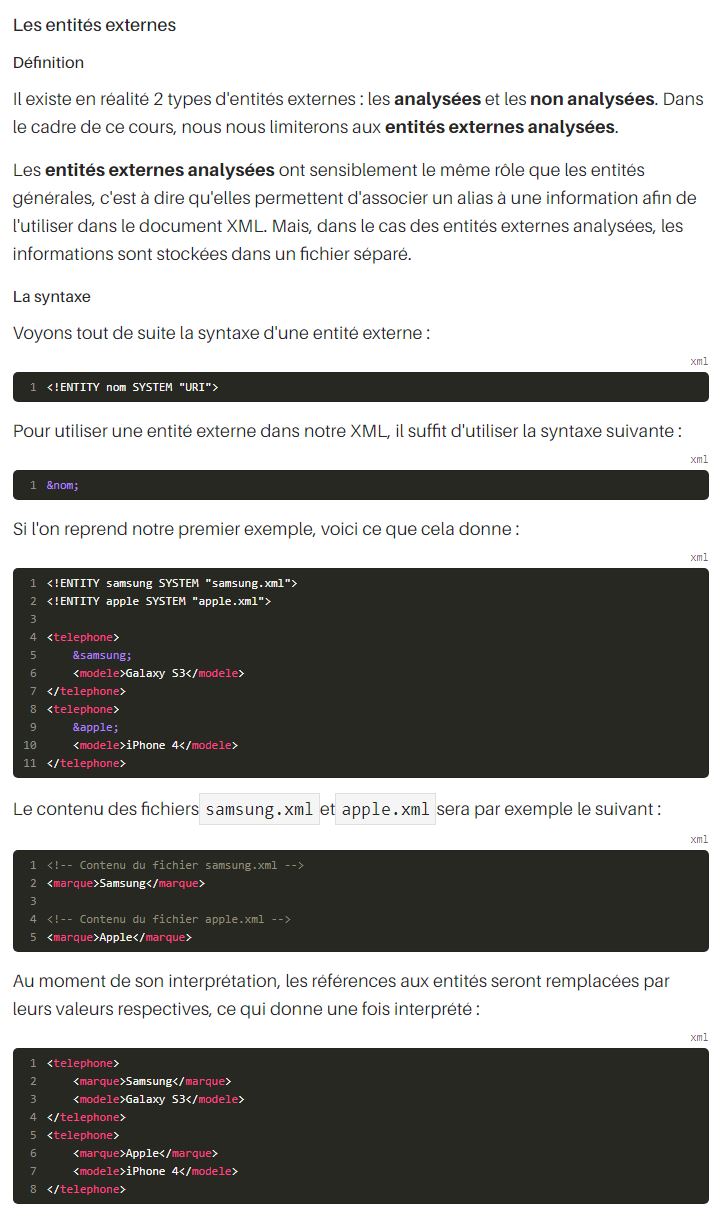 Les entités externes
Définition
Il existe en réalité 2 types d'entités externes : les analysées et les non analysées. Dans
le cadre de ce cours, nous nous limiterons aux entités externes analysées.
Les entités externes analysées ont sensiblement le même rôle que les entités
générales, c'est à dire qu'elles permettent d'associer un alias à une information afin de
l'utiliser dans le document XML. Mais, dans le cas des entités externes analysées, les
informations sont stockées dans un fichier séparé.
La syntaxe
Voyons tout de suite la syntaxe d'une entité externe :
xml
1 <!ENTITY nom SYSTEM "URI">
Pour utiliser une entité externe dans notre XML, il suffit d'utiliser la syntaxe suivante :
xml
1 &nom;
Si l'on reprend notre premier exemple, voici ce que cela donne :
xml
1 <!ENTITY samsung SYSTEM "samsung.xml">
2 <!ENTITY apple SYSTEM "apple.xml">
3
4 <telephone>
5     &samsung;
6     <modele>Galaxy S3</modele>
7 </telephone>
8 <telephone>
9     &apple;
10     <modele>iPhone 4</modele>
11 </telephone>
Le contenu des fichiers samsung.xml et apple.xml sera par exemple le suivant :
xml
1 <!-- Contenu du fichier samsung.xml -->
2 <marque>Samsung</marque>
3
4 <!-- Contenu du fichier apple.xml -->
5 <marque>Apple</marque>
Au moment de son interprétation, les références aux entités seront remplacées par
leurs valeurs respectives, ce qui donne une fois interprété :
xml
1 <telephone>
2     <marque>Samsung</marque>
3     <modele>Galaxy S3</modele>
4 </telephone>
5 <telephone>
6     <marque>Apple</marque>
7     <modele>iPhone 4</modele>
8 </telephone>